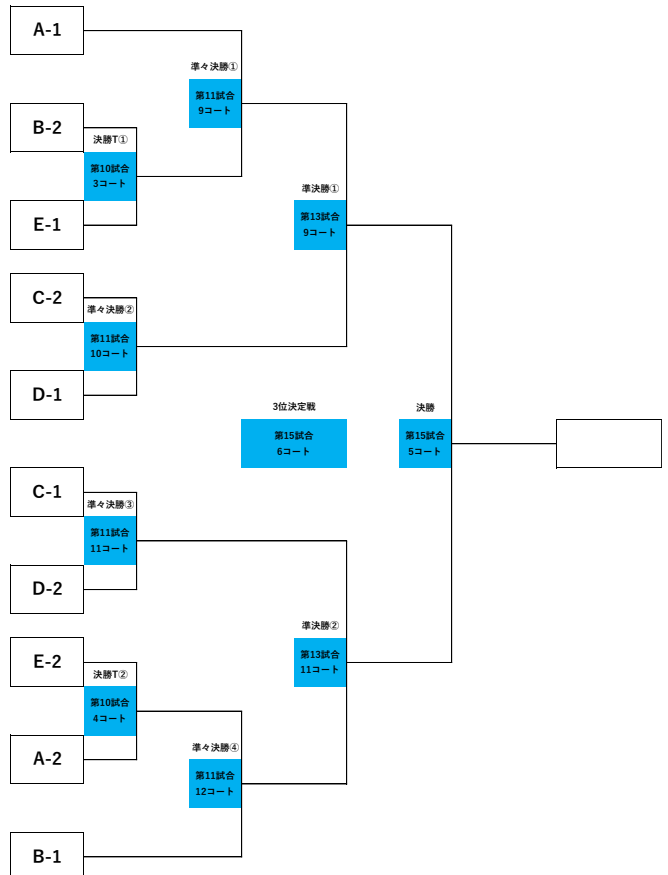 A-1
準々決勝①
第11試合
9コート
B-2
決勝T①
第10試合
3コート
準決勝①
第13試合
9コート
E-1
C-2
準々決勝②
第11試合
10コート
D-1
3位決定戦
第15試合
6コート
決勝
第15試合
5コート
C-1
準々決勝③
第11試合
11コート
D-2
準決勝②
第13試合
11コート
E-2
決勝T②
第10試合
4コート
A-2
準々決勝④
第11試合
12コート
B-1